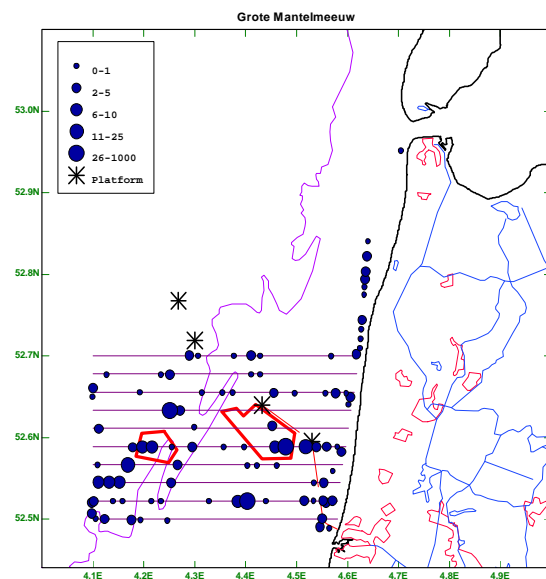 Grote Mantelmeeuw
0-1
2-5
6-10
11-25
26-1000
Platform
53.0N
52.9N
52.8N
52.7N
52.6N
52.5N
4.1E 4.2E 4.3E 4.4E 4.5E 4.6E 4.7E 4.8E 4.9E